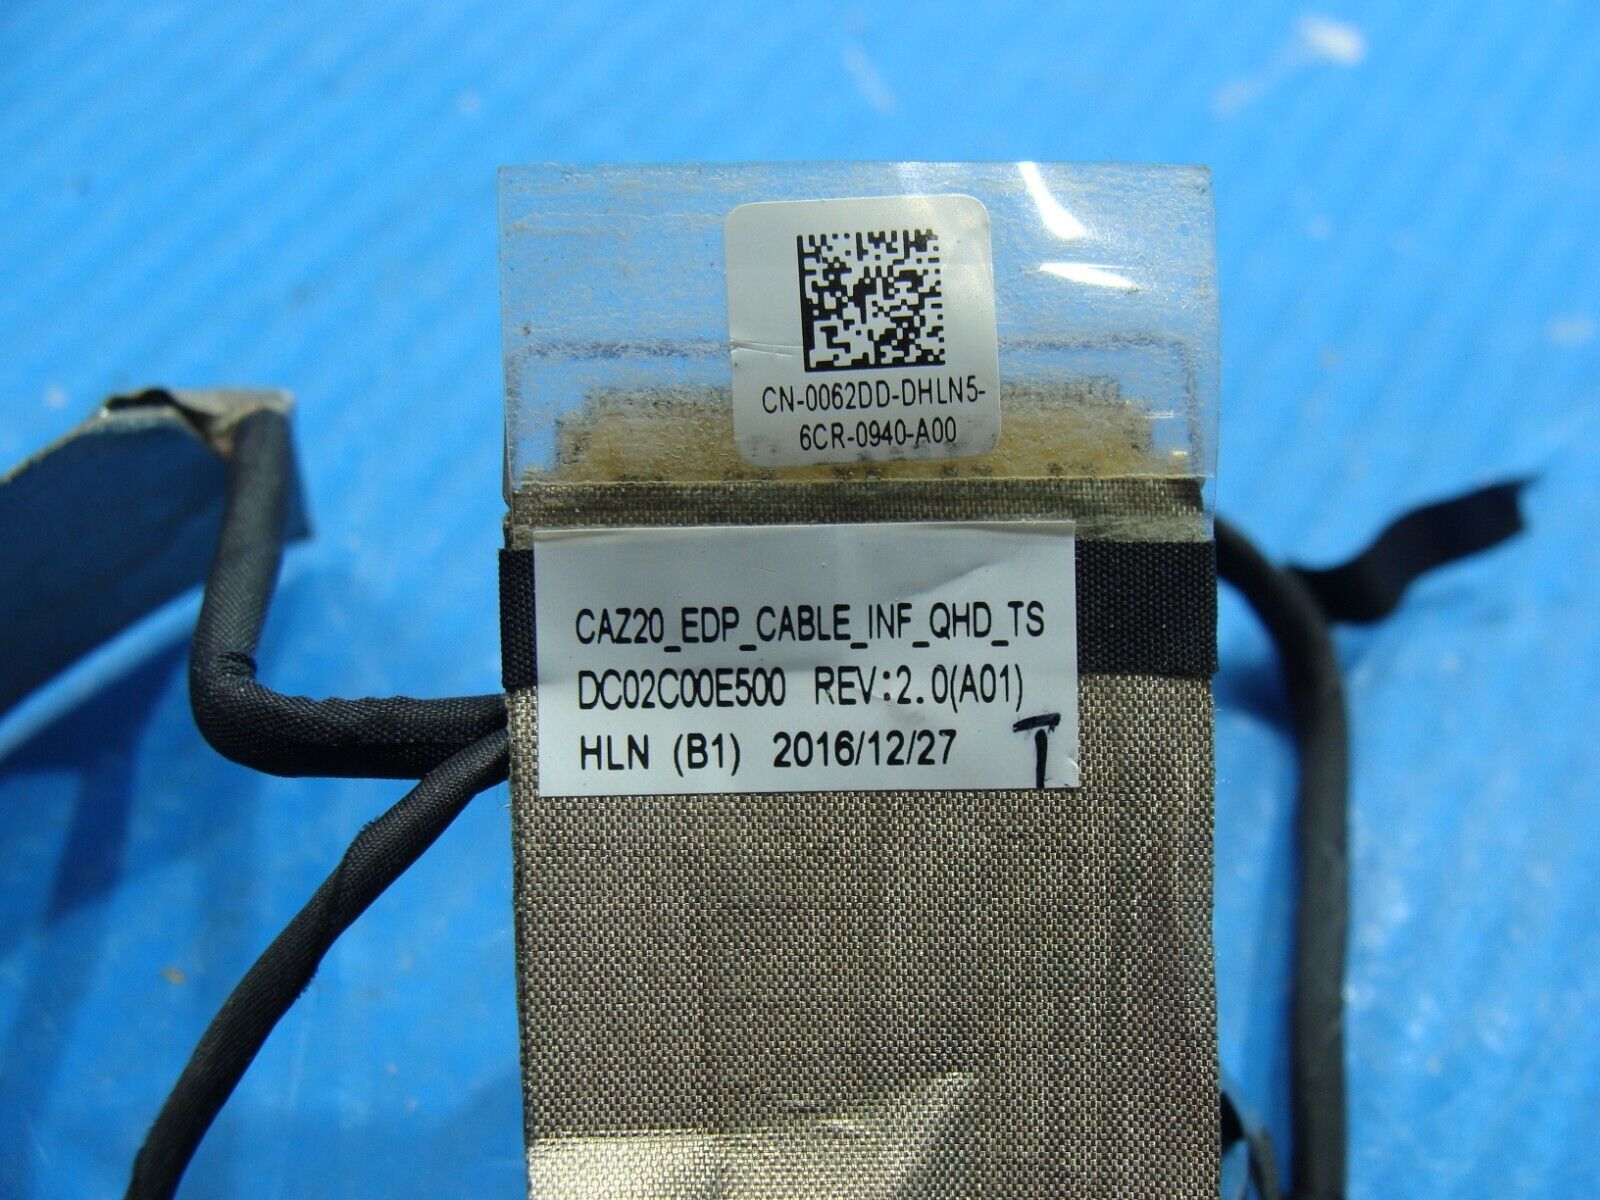 CN-0062DD-DHLN5-
6CR-0940-A00
CAZ20_EDP_CABLE_INF_QHD_TS
DC02C00E500 REV:2.0(A01)
HLN (B1) 2016/12/27 T